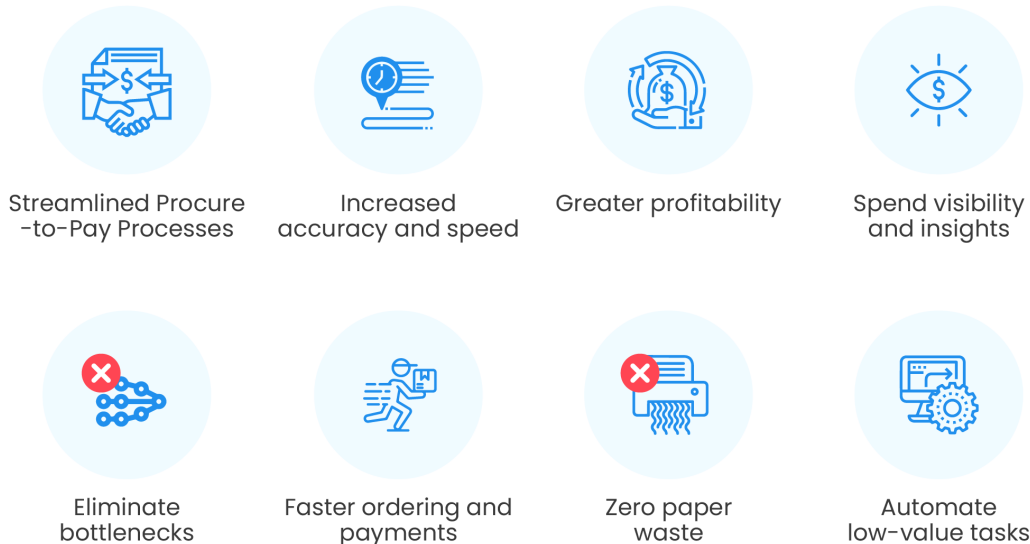 Streamlined Procure
-to-Pay Processes
Increased
accuracy and speed
Greater profitability
Spend visibility
and insights
Eliminate
bottlenecks
Faster ordering and
payments
Zero paper
waste
Automate
low-value tasks